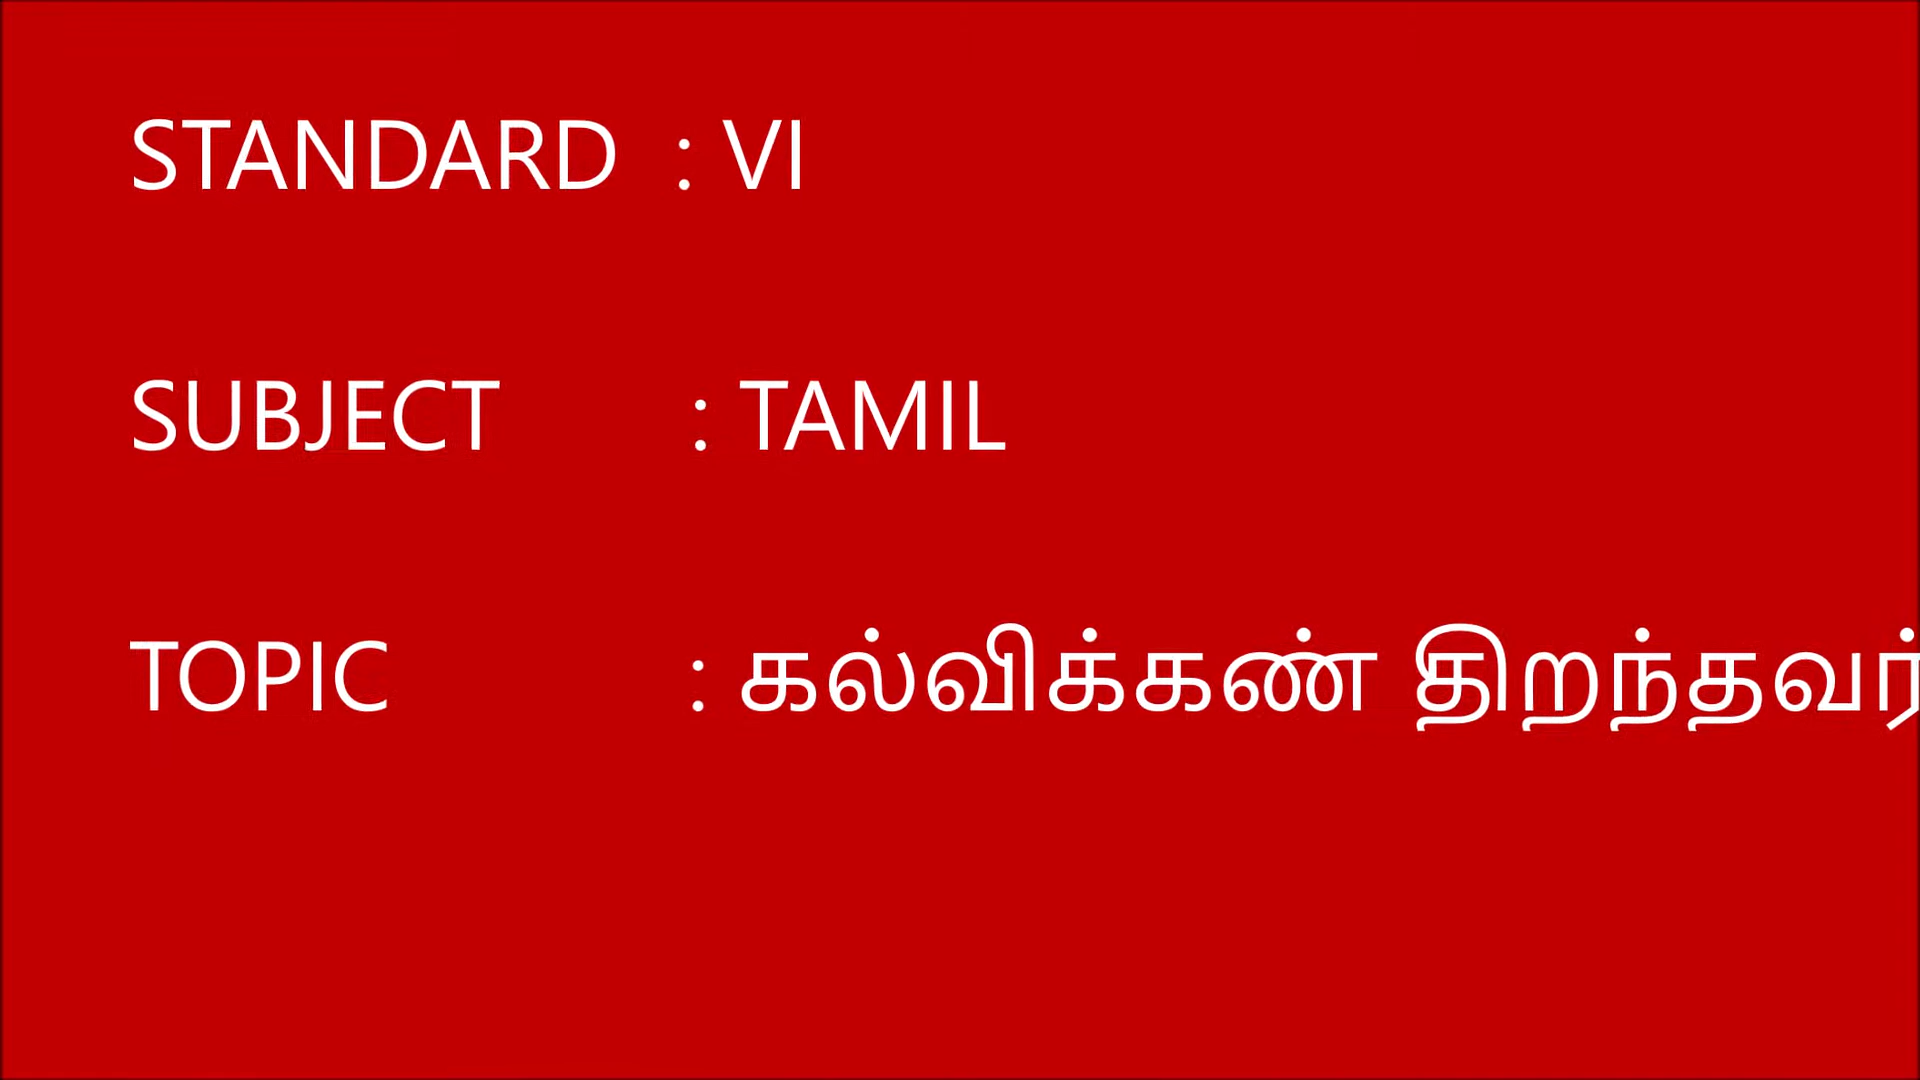 STANDARD : VI
SUBJECT : TAMIL
TOPIC : கல்விக்கண் திறந்தவர்